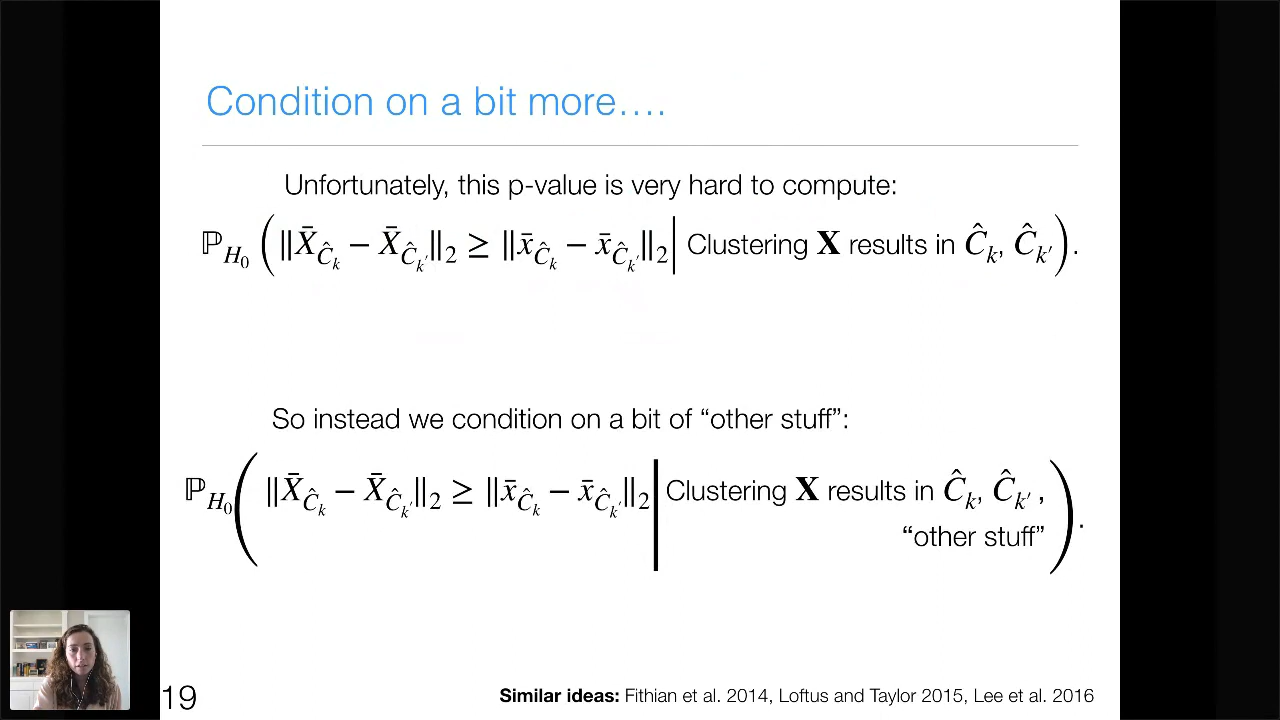 Condition on a bit more….
Unfortunately, this p-value is very hard to compute:
ℙ_{H_0} ( ‖X̄_{Ĉ_k} − X̄_{Ĉ_{k′}}‖_2 ≥ ‖x̄_{Ĉ_k} − x̄_{Ĉ_{k′}}‖_2 | Clustering X results in Ĉ_k, Ĉ_{k′} ).
So instead we condition on a bit of “other stuff”:
ℙ_{H_0} ( ‖X̄_{Ĉ_k} − X̄_{Ĉ_{k′}}‖_2 ≥ ‖x̄_{Ĉ_k} − x̄_{Ĉ_{k′}}‖_2 | Clustering X results in Ĉ_k, Ĉ_{k′} ,
“other stuff” ).
19
Similar ideas: Fithian et al. 2014, Loftus and Taylor 2015, Lee et al. 2016